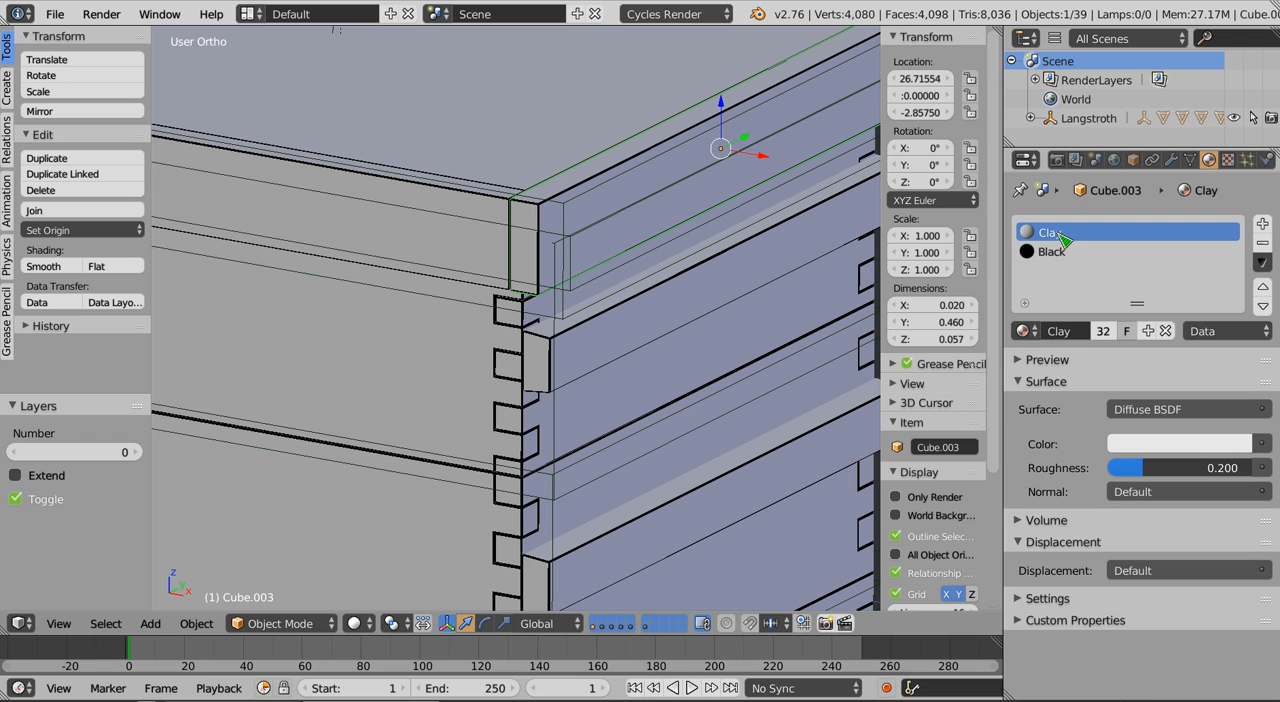 File Render Window Help Default Scene Cycles Render v2.76 | Verts:4,080 | Faces:4,098 | Tris:8,036 | Objects:1/39 | Lamps:0/0 | Mem:27.17M | Cube.0
Tools
Create
Relations
Animation
Physics
Grease Pencil
Transform
Translate
Rotate
Scale
Mirror
Edit
Duplicate
Duplicate Linked
Delete
Join
Set Origin
Shading:
Smooth Flat
Data Transfer:
Data Data Layo...
History
Layers
Number
0
Extend
Toggle
User Ortho
z
y
x
(1) Cube.003
Transform
Location:
26.71554
:0.00000
-2.85750
Rotation:
X: 0°
Y: 0°
Z: 0°
XYZ Euler
Scale:
X: 1.000
Y: 1.000
Z: 1.000
Dimensions:
X: 0.020
Y: 0.460
Z: 0.057
Grease Pencil
View
3D Cursor
Item
Cube.003
Display
Only Render
World Backgr...
Outline Selec...
All Object Ori...
Relationship ...
Grid X Y Z
View Select Add Object Object Mode Global
-20 0 20 40 60 80 100 120 140 160 180 200 220 240 260 280
View Marker Frame Playback Start: 1 End: 250 1 No Sync
All Scenes
Scene
RenderLayers |
World
Langstroth
Cube.003 Clay
Clay
Black
Clay 32 F Data
Preview
Surface
Surface: Diffuse BSDF
Color:
Roughness: 0.200
Normal: Default
Volume
Displacement
Displacement: Default
Settings
Custom Properties